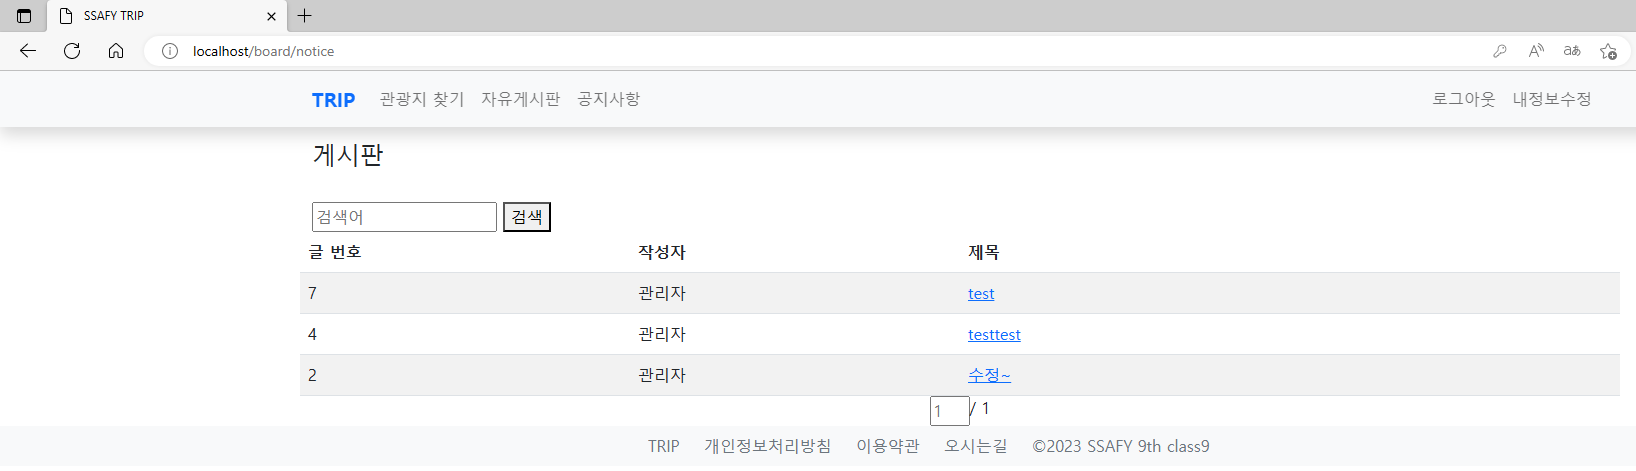 SSAFY TRIP
localhost/board/notice
TRIP 관광지 찾기 자유게시판 공지사항 로그아웃 내정보수정
게시판
검색어 검색
글 번호 작성자 제목
7 관리자 test
4 관리자 testtest
2 관리자 수정~
1 / 1
TRIP 개인정보처리방침 이용약관 오시는길 ©2023 SSAFY 9th class9